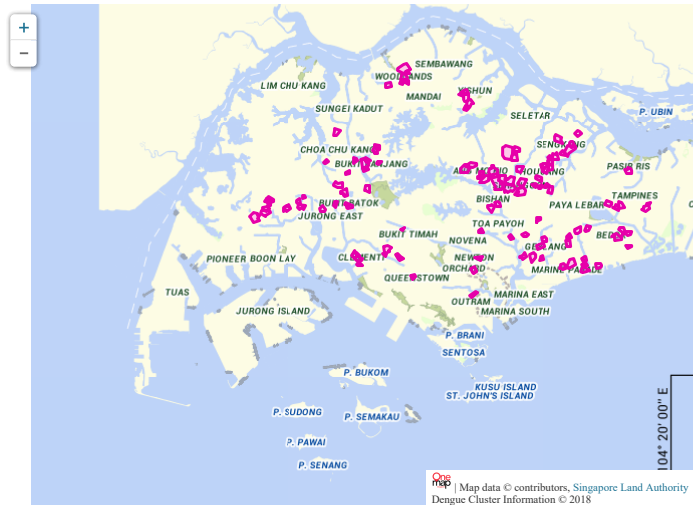 +
−
SEMBAWANG
WOODLANDS
LIM CHU KANG
MANDAI
YISHUN
SUNGEI KADUT
SELETAR
P. UBIN
CHOA CHU KANG
SENGKANG
BUKIT PANJANG
ANG MO KIO
HOUGANG
PASIR RIS
BISHAN
TAMPINES
BUKIT BATOK
PAYA LEBAR
JURONG EAST
TOA PAYOH
BUKIT TIMAH
NOVENA
GEYLANG
BEDOK
PIONEER
BOON LAY
CLEMENTI
NEWTON
ORCHARD
MARINE PARADE
QUEENSTOWN
TUAS
MARINA EAST
OUTRAM
MARINA SOUTH
JURONG ISLAND
P. BRANI
SENTOSA
P. BUKOM
KUSU ISLAND
ST. JOHN'S ISLAND
P. SUDONG
P. SEMAKAU
P. PAWAI
P. SENANG
104° 20' 00" E
One map | Map data © contributors, Singapore Land Authority
Dengue Cluster Information © 2018